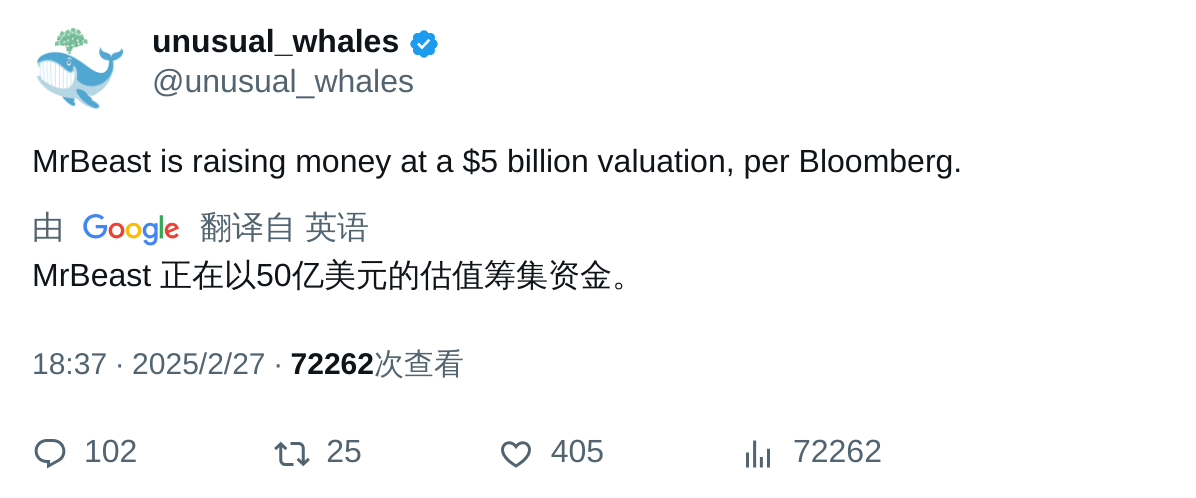 unusual_whales
@unusual_whales
MrBeast is raising money at a $5 billion valuation, per Bloomberg.
由 Google 翻译自 英语
MrBeast 正在以50亿美元的估值筹集资金。
18:37 · 2025/2/27 · 72262次查看
102 25 405 72262